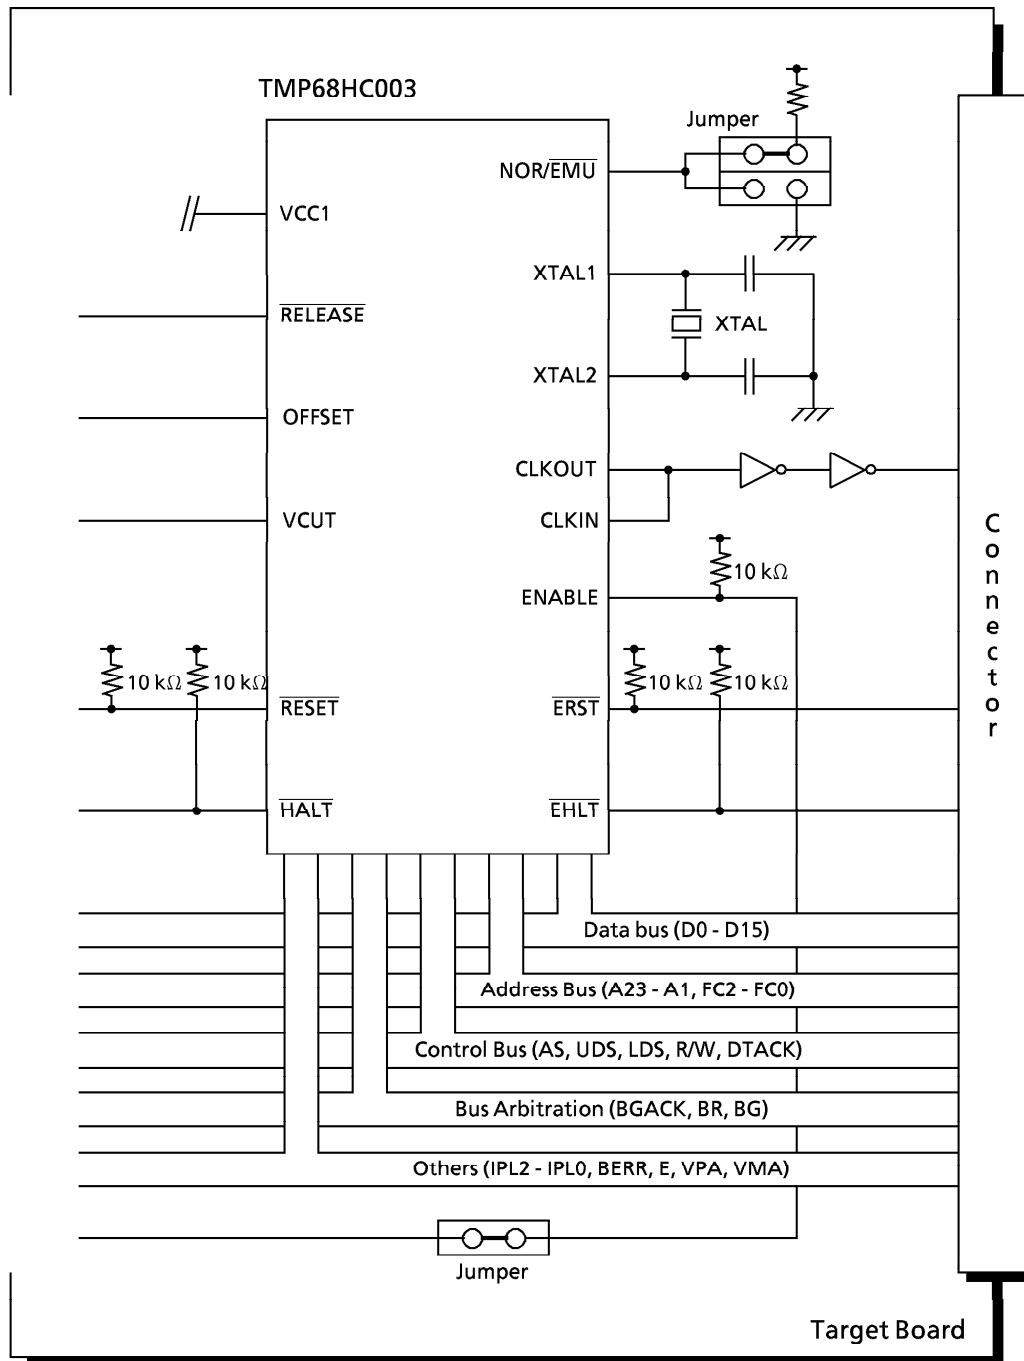 TMP68HC003
Jumper
NOR/EMU
VCC1
XTAL1
RELEASE
XTAL
XTAL2
OFFSET
CLKOUT
VCUT
CLKIN
Connector
10 kΩ
ENABLE
10 kΩ
10 kΩ
10 kΩ
10 kΩ
RESET
ERST
HALT
EHLT
Data bus (D0 - D15)
Address Bus (A23 - A1, FC2 - FC0)
Control Bus (AS, UDS, LDS, R/W, DTACK)
Bus Arbitration (BGACK, BR, BG)
Others (IPL2 - IPL0, BERR, E, VPA, VMA)
Jumper
Target Board